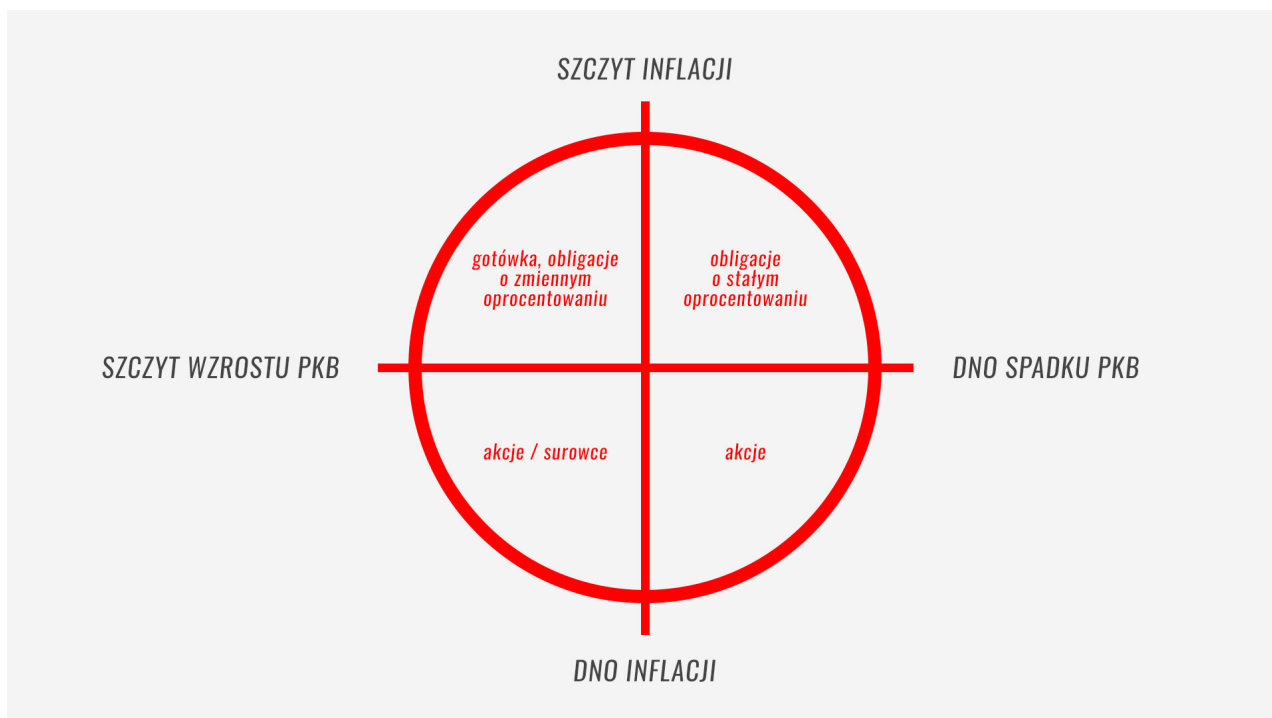 SZCZYT INFLACJI
gotówka, obligacje
o zmiennym
oprocentowaniu
obligacje
o stałym
oprocentowaniu
SZCZYT WZROSTU PKB
DNO SPADKU PKB
akcje / surowce
akcje
DNO INFLACJI